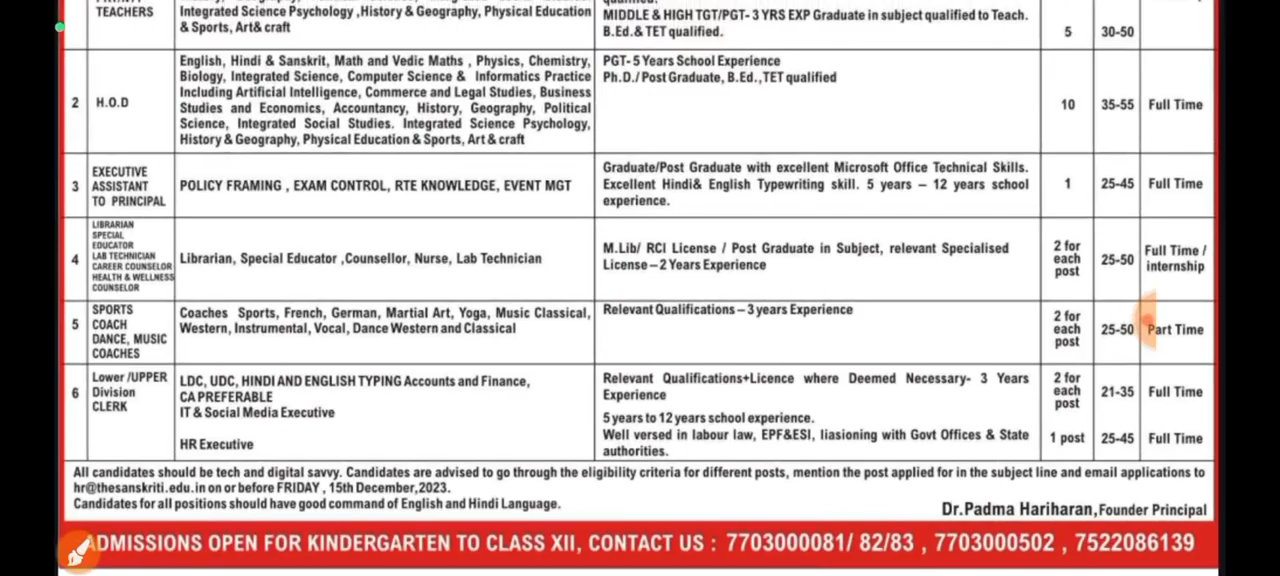 TEACHERS
Integrated Science Psychology ,History & Geography, Physical Education
& Sports, Art& craft
MIDDLE & HIGH TGT/PGT- 3 YRS EXP Graduate in subject qualified to Teach.
B.Ed.& TET qualified.
5
30-50
2
H.O.D
English, Hindi & Sanskrit, Math and Vedic Maths , Physics, Chemistry,
Biology, Integrated Science, Computer Science & Informatics Practice
Including Artificial Intelligence, Commerce and Legal Studies, Business
Studies and Economics, Accountancy, History, Geography, Political
Science, Integrated Social Studies. Integrated Science Psychology,
History & Geography, Physical Education & Sports, Art & craft
PGT- 5 Years School Experience
Ph.D./ Post Graduate, B.Ed.,TET qualified
10
35-55
Full Time
3
EXECUTIVE
ASSISTANT
TO PRINCIPAL
POLICY FRAMING , EXAM CONTROL, RTE KNOWLEDGE, EVENT MGT
Graduate/Post Graduate with excellent Microsoft Office Technical Skills.
Excellent Hindi& English Typewriting skill. 5 years – 12 years school
experience.
1
25-45
Full Time
4
LIBRARIAN
SPECIAL
EDUCATOR
LAB TECHNICIAN
CAREER COUNSELOR
HEALTH & WELLNESS
COUNSELOR
Librarian, Special Educator ,Counsellor, Nurse, Lab Technician
M.Lib/ RCI License / Post Graduate in Subject, relevant Specialised
License – 2 Years Experience
2 for
each
post
25-50
Full Time /
internship
5
SPORTS
COACH
DANCE, MUSIC
COACHES
Coaches Sports, French, German, Martial Art, Yoga, Music Classical,
Western, Instrumental, Vocal, Dance Western and Classical
Relevant Qualifications – 3 years Experience
2 for
each
post
25-50
Part Time
6
Lower /UPPER
Division
CLERK
LDC, UDC, HINDI AND ENGLISH TYPING Accounts and Finance,
CA PREFERABLE
IT & Social Media Executive
HR Executive
Relevant Qualifications+Licence where Deemed Necessary- 3 Years
Experience
5 years to 12 years school experience.
Well versed in labour law, EPF&ESI, liasioning with Govt Offices & State
authorities.
2 for
each
post
21-35
Full Time
1 post
25-45
Full Time
All candidates should be tech and digital savvy. Candidates are advised to go through the eligibility criteria for different posts, mention the post applied for in the subject line and email applications to
hr@thesanskriti.edu.in on or before FRIDAY , 15th December,2023.
Candidates for all positions should have good command of English and Hindi Language.
Dr.Padma Hariharan, Founder Principal
ADMISSIONS OPEN FOR KINDERGARTEN TO CLASS XII, CONTACT US : 7703000081/ 82/83 , 7703000502 , 7522086139